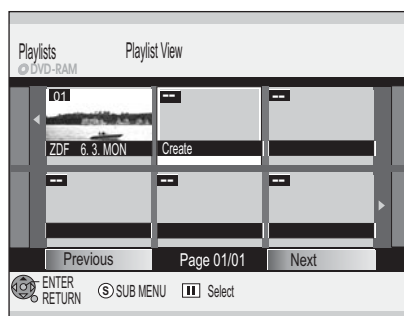 Playlists Playlist View
DVD-RAM
01 -- --
ZDF 6. 3. MON Create
-- -- --
Previous Page 01/01 Next
ENTER
RETURN S SUB MENU Select